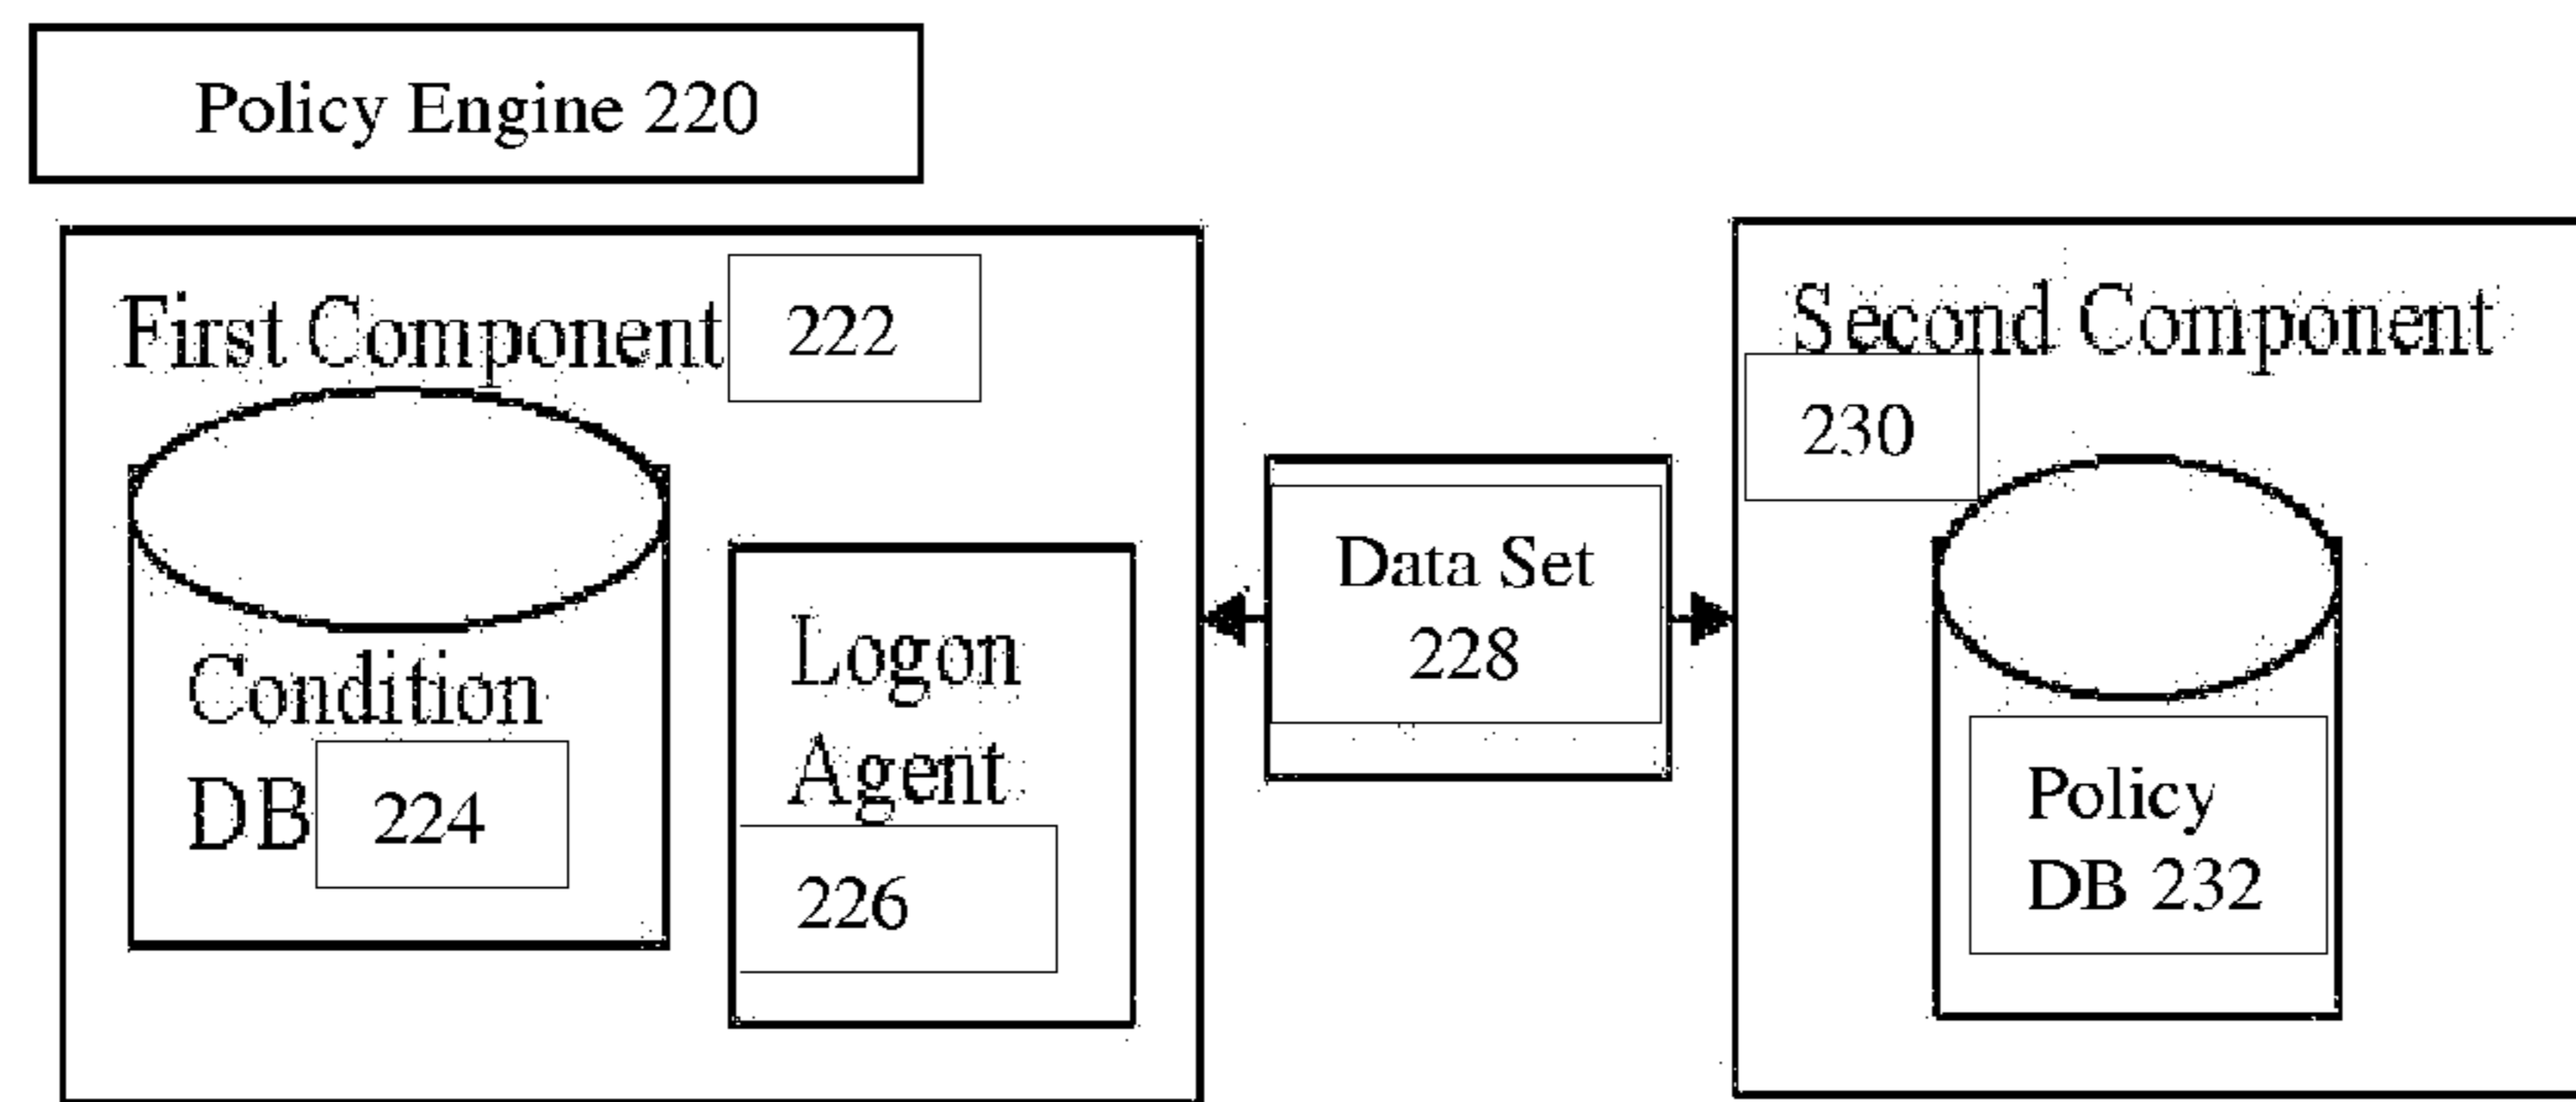 Policy Engine 220
First Component 222
Condition
DB 224
Logon
Agent
226
Data Set
228
Second Component
230
Policy
DB 232